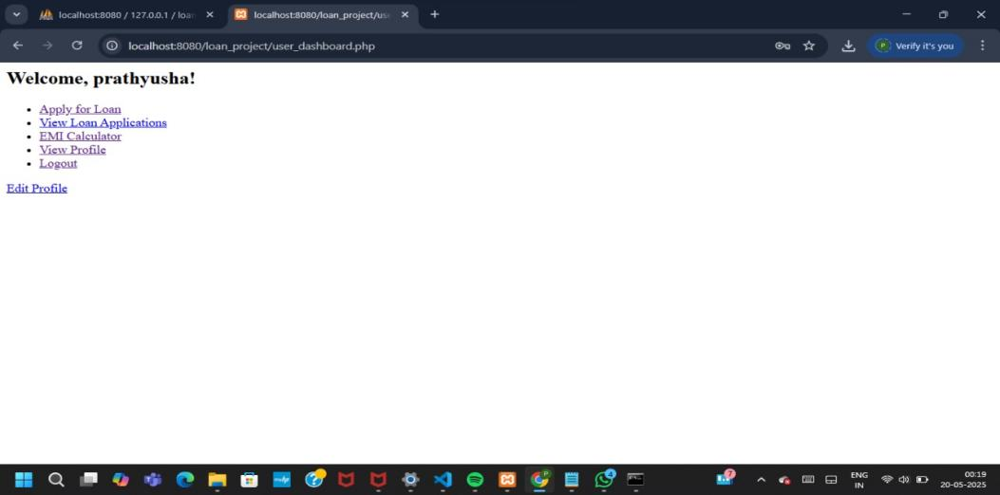 localhost:8080 / 127.0.0.1 / loan
localhost:8080/loan_project/use
localhost:8080/loan_project/user_dashboard.php
P
Verify it's you
Welcome, prathyusha!
Apply for Loan
View Loan Applications
EMI Calculator
View Profile
Logout
Edit Profile
7
ENG
IN
00:19
20-05-2025